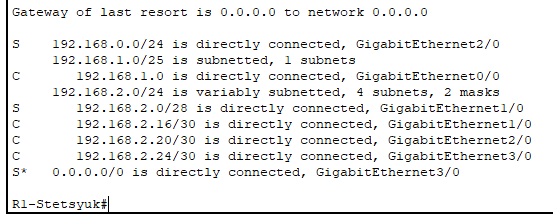 Gateway of last resort is 0.0.0.0 to network 0.0.0.0
S    192.168.0.0/24 is directly connected, GigabitEthernet2/0
     192.168.1.0/25 is subnetted, 1 subnets
C       192.168.1.0 is directly connected, GigabitEthernet0/0
     192.168.2.0/24 is variably subnetted, 4 subnets, 2 masks
S       192.168.2.0/28 is directly connected, GigabitEthernet1/0
C       192.168.2.16/30 is directly connected, GigabitEthernet1/0
C       192.168.2.20/30 is directly connected, GigabitEthernet2/0
C       192.168.2.24/30 is directly connected, GigabitEthernet3/0
S*   0.0.0.0/0 is directly connected, GigabitEthernet3/0
R1-Stetsyuk#